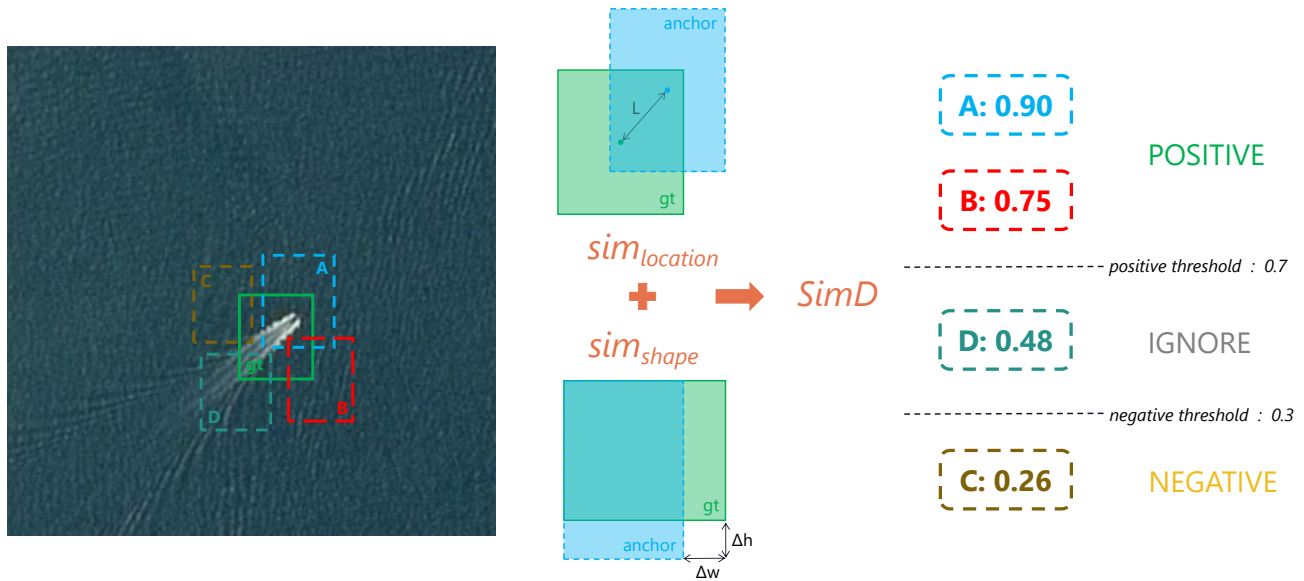 A
C
gt
D
B
anchor
L
gt
sim_location
+
sim_shape
SimD
gt
anchor
Δh
Δw
A: 0.90
B: 0.75
POSITIVE
positive threshold : 0.7
D: 0.48
IGNORE
negative threshold : 0.3
C: 0.26
NEGATIVE